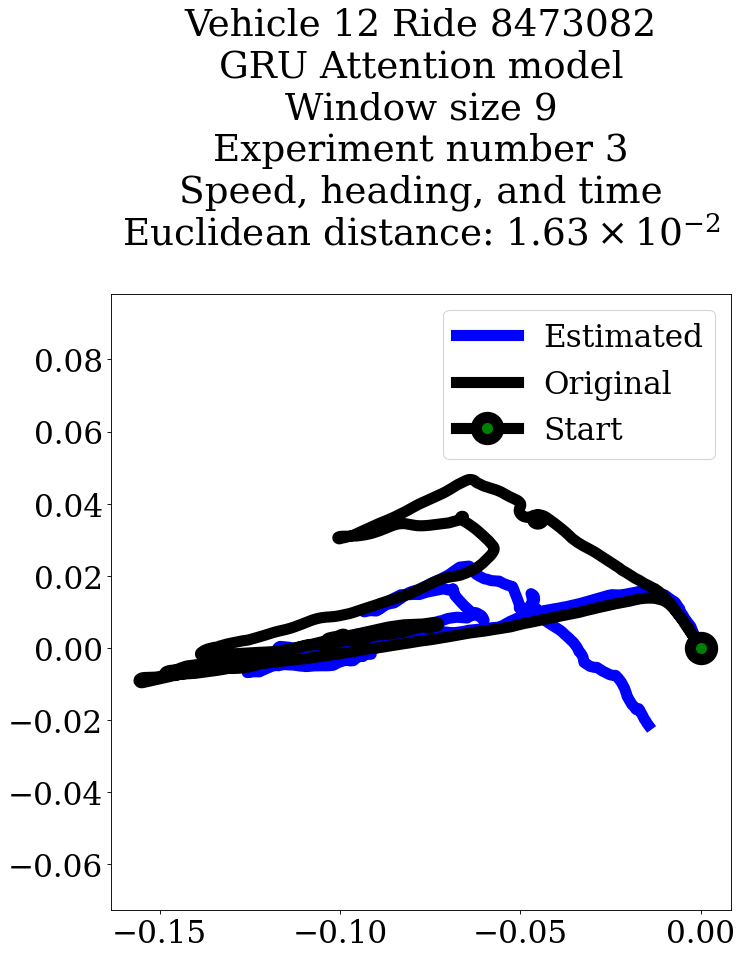 Vehicle 12 Ride 8473082
GRU Attention model
Window size 9
Experiment number 3
Speed, heading, and time
Euclidean distance: 1.63 × 10⁻²
Estimated
Original
Start
0.08
0.06
0.04
0.02
0.00
−0.02
−0.04
−0.06
−0.15 −0.10 −0.05 0.00